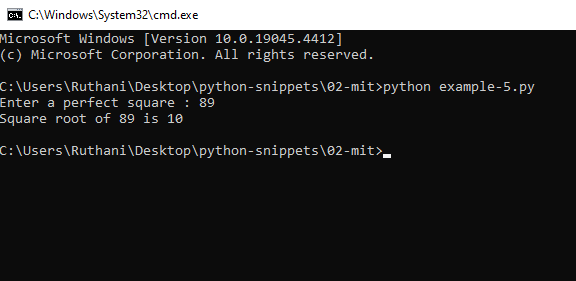 C:\Windows\System32\cmd.exe
Microsoft Windows [Version 10.0.19045.4412]
(c) Microsoft Corporation. All rights reserved.
C:\Users\Ruthani\Desktop\python-snippets\02-mit>python example-5.py
Enter a perfect square : 89
Square root of 89 is 10
C:\Users\Ruthani\Desktop\python-snippets\02-mit>